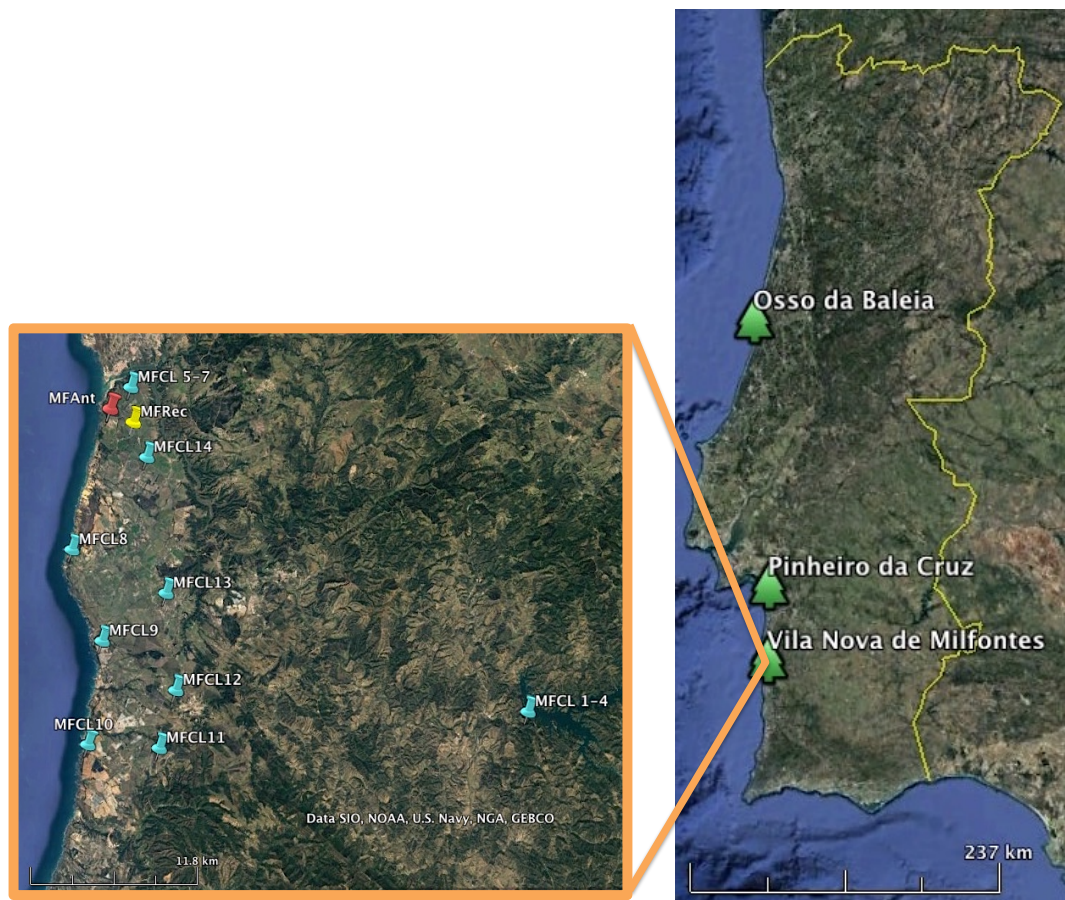 MFCL 5-7
MFAnt
MFRec
MFCL14
MFCL8
MFCL13
MFCL9
MFCL12
MFCL 1-4
MFCL10
MFCL11
Data SIO, NOAA, U.S. Navy, NGA, GEBCO
11.8 km
Osso da Baleia
Pinheiro da Cruz
Vila Nova de Milfontes
237 km